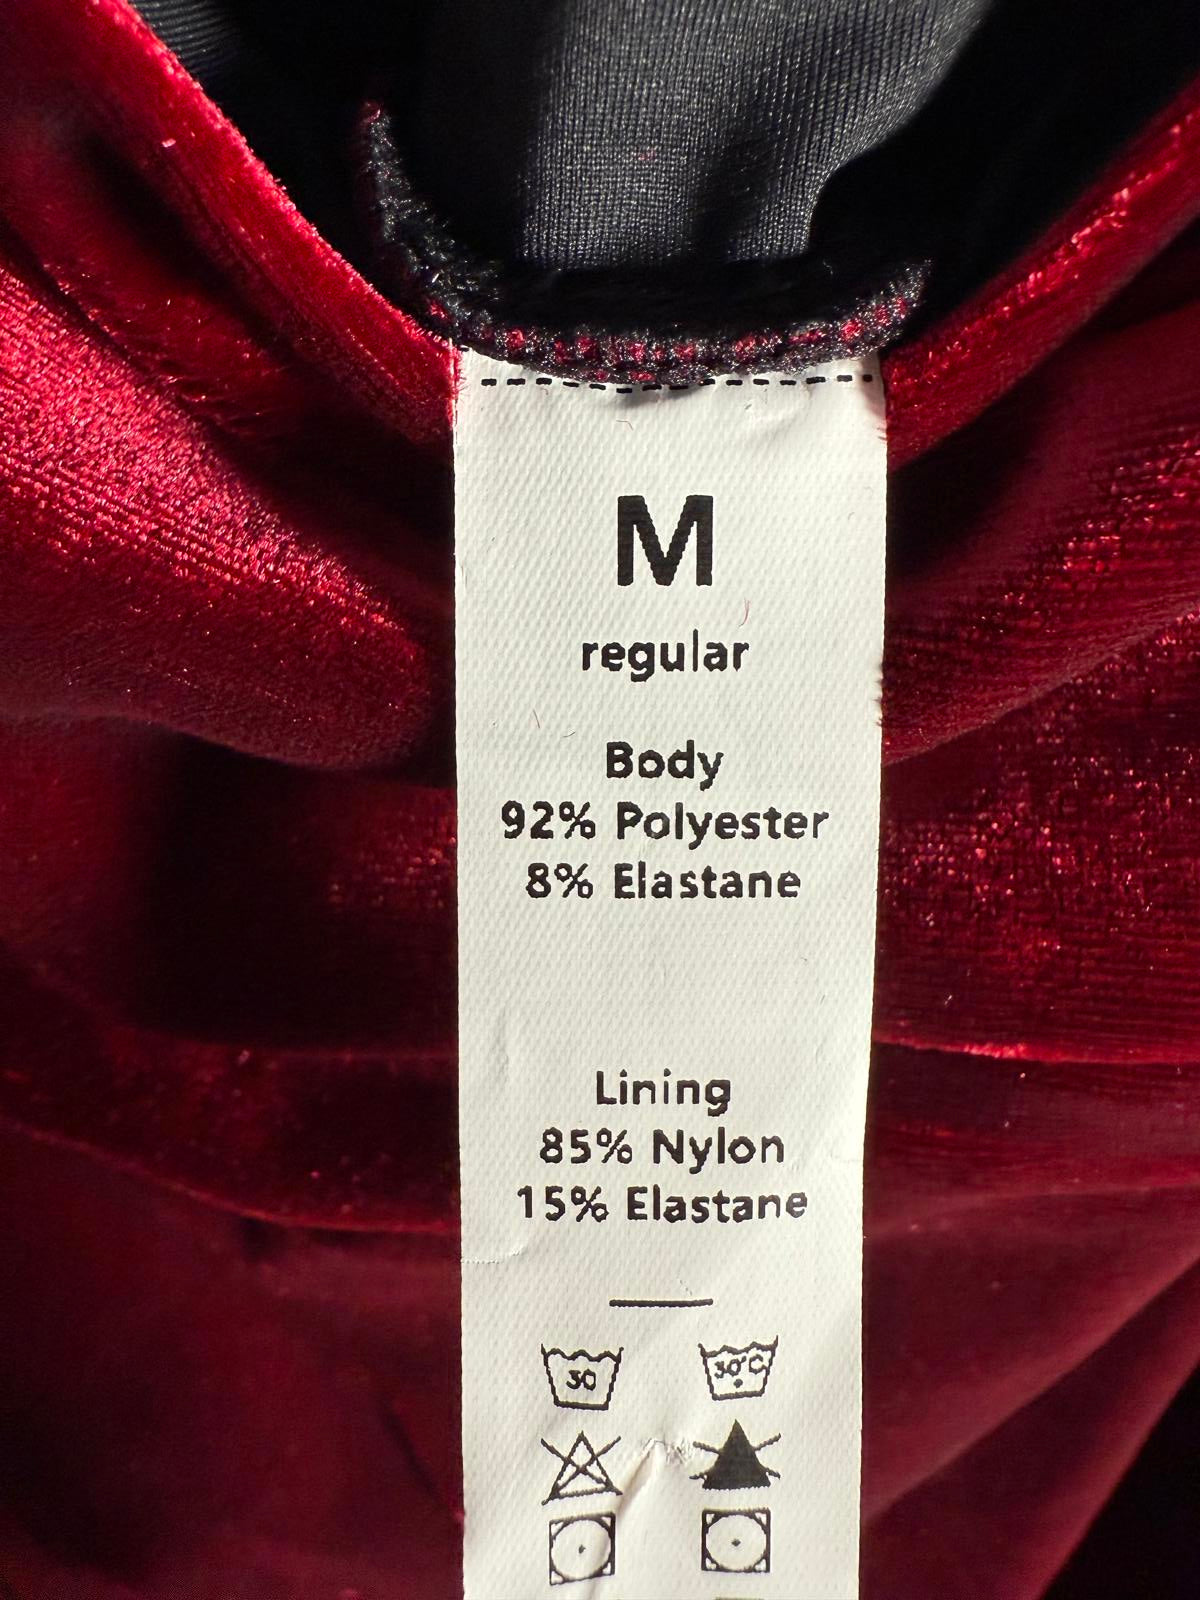 M
regular
Body
92% Polyester
8% Elastane
Lining
85% Nylon
15% Elastane
30 30°C